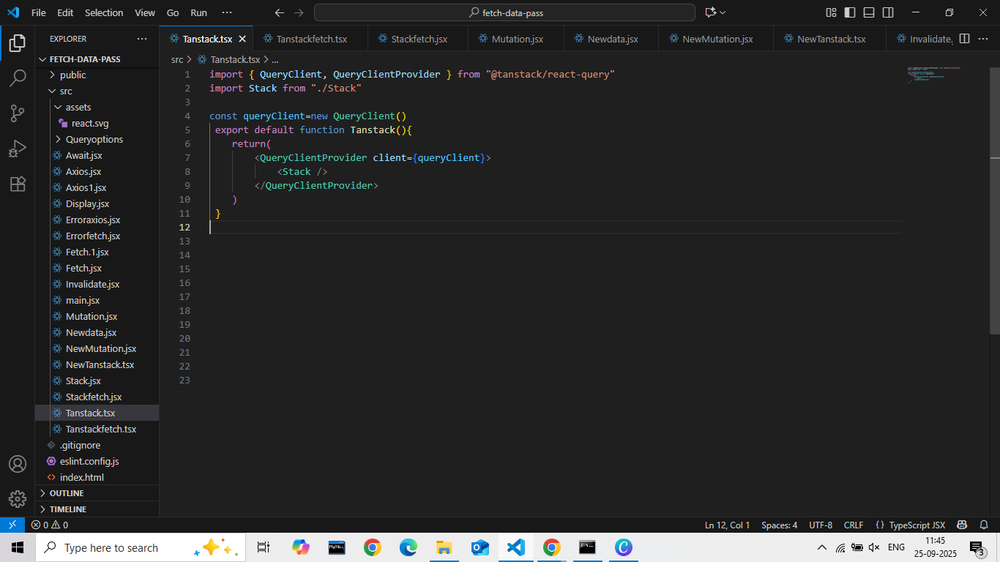 File Edit Selection View Go Run ···
fetch-data-pass
EXPLORER ···
FETCH-DATA-PASS
public
src
assets
react.svg
Queryoptions
Await.jsx
Axios.jsx
Axios1.jsx
Display.jsx
Erroraxios.jsx
Errorfetch.jsx
Fetch.1.jsx
Fetch.jsx
Invalidate.jsx
main.jsx
Mutation.jsx
Newdata.jsx
NewMutation.jsx
NewTanstack.tsx
Stack.jsx
Stackfetch.jsx
Tanstack.tsx
Tanstackfetch.tsx
.gitignore
eslint.config.js
index.html
OUTLINE
TIMELINE
Tanstack.tsx Tanstackfetch.tsx Stackfetch.jsx Mutation.jsx Newdata.jsx NewMutation.jsx NewTanstack.tsx Invalidate. ···
src > Tanstack.tsx > ...
1 import { QueryClient, QueryClientProvider } from "@tanstack/react-query"
2 import Stack from "./Stack"
3
4 const queryClient=new QueryClient()
5 export default function Tanstack(){
6 return(
7 <QueryClientProvider client={queryClient}>
8 <Stack />
9 </QueryClientProvider>
10 )
11 }
12
13
14
15
16
17
18
19
20
21
22
23
0 0
Ln 12, Col 1 Spaces: 4 UTF-8 CRLF {} TypeScript JSX
Type here to search
MySQL
ENG
11:45
25-09-2025
3